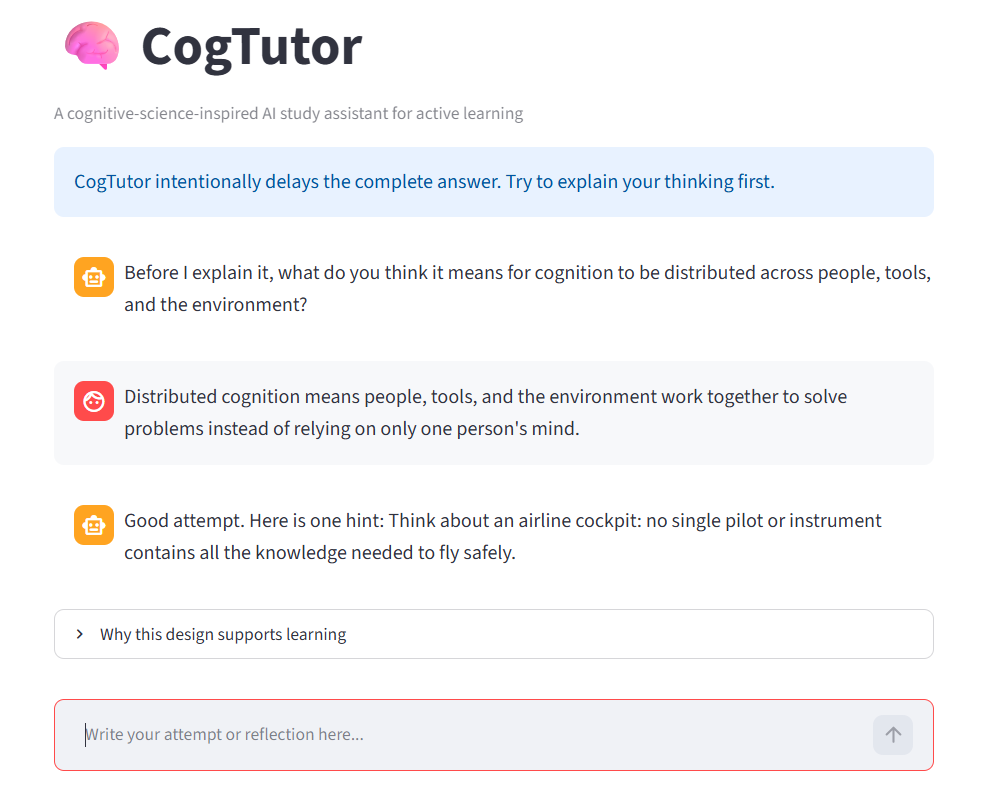 CogTutor
A cognitive-science-inspired AI study assistant for active learning
CogTutor intentionally delays the complete answer. Try to explain your thinking first.
Before I explain it, what do you think it means for cognition to be distributed across people, tools,
and the environment?
Distributed cognition means people, tools, and the environment work together to solve
problems instead of relying on only one person's mind.
Good attempt. Here is one hint: Think about an airline cockpit: no single pilot or instrument
contains all the knowledge needed to fly safely.
Why this design supports learning
Write your attempt or reflection here...